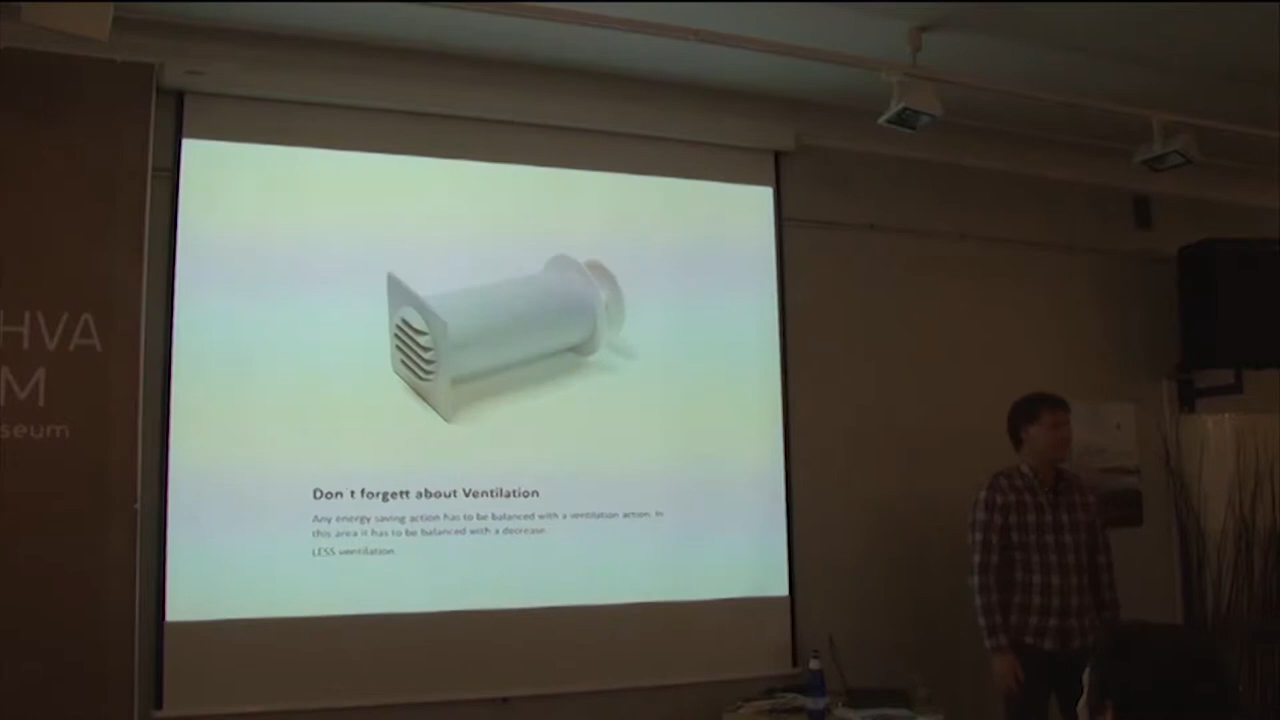 HVA
M
seum
Don´t forgett about Ventilation
Any energy saving action has to be balanced with a ventilation action. In
this area it has to be balanced with a decrease.
LESS ventilation.